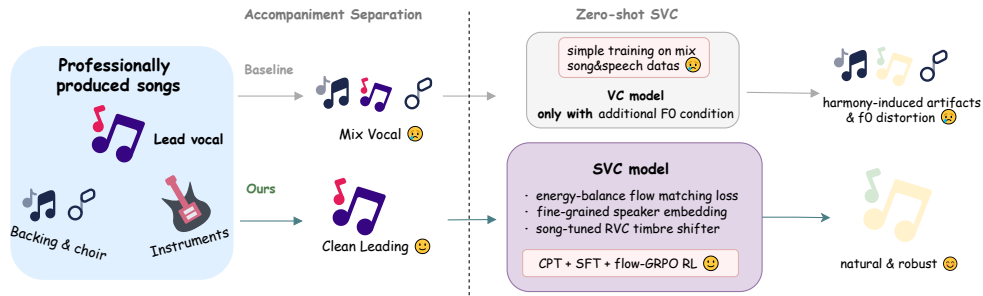 Accompaniment Separation
Zero-shot SVC
Professionally
produced songs
Lead vocal
Backing & choir
Instruments
Baseline
Mix Vocal
simple training on mix
song&speech datas
VC model
only with additional F0 condition
harmony-induced artifacts
& f0 distortion
Ours
Clean Leading
SVC model
· energy-balance flow matching loss
· fine-grained speaker embedding
· song-tuned RVC timbre shifter
CPT + SFT + flow-GRPO RL
natural & robust